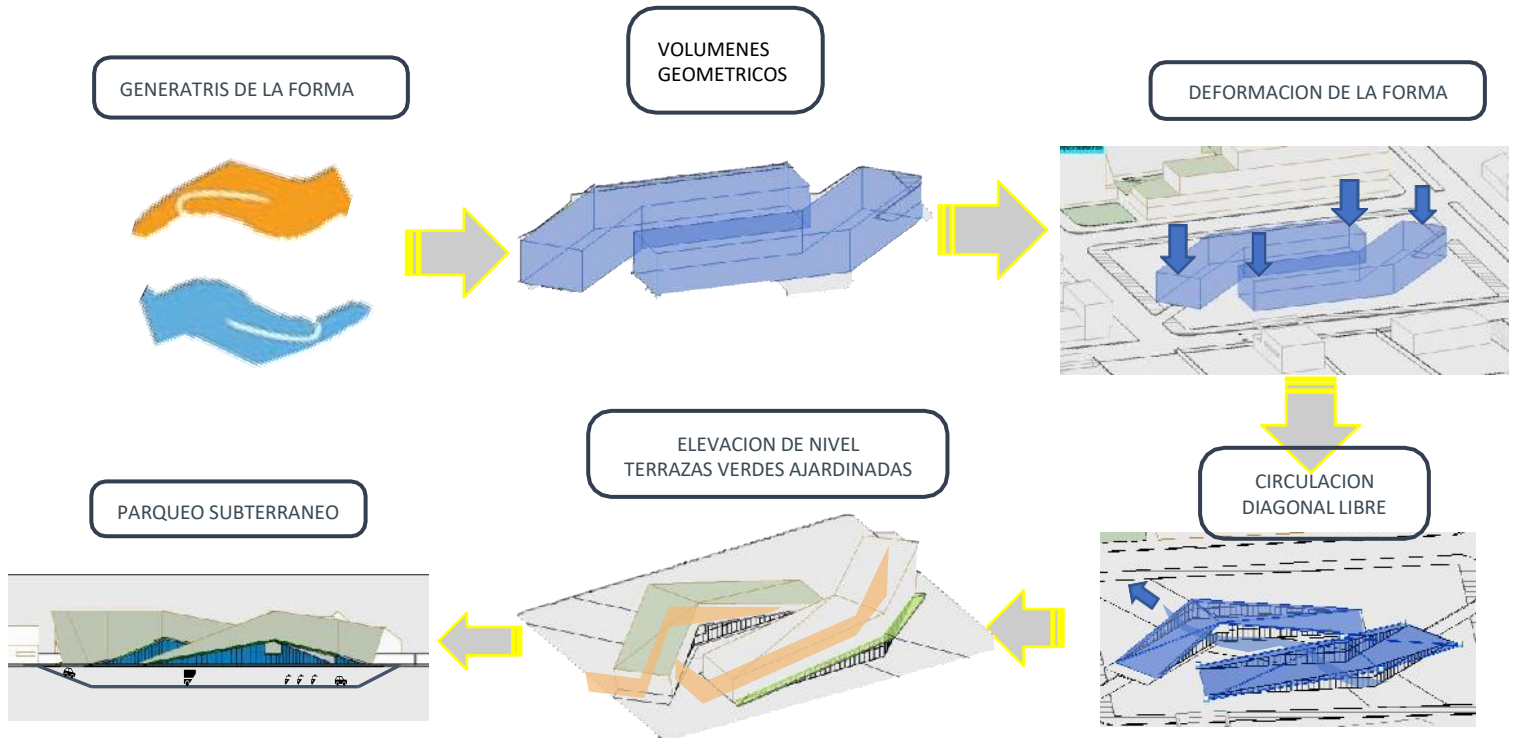 GENERATRIS DE LA FORMA
VOLUMENES
GEOMETRICOS
DEFORMACION DE LA FORMA
CIRCULACION
DIAGONAL LIBRE
ELEVACION DE NIVEL
TERRAZAS VERDES AJARDINADAS
PARQUEO SUBTERRANEO